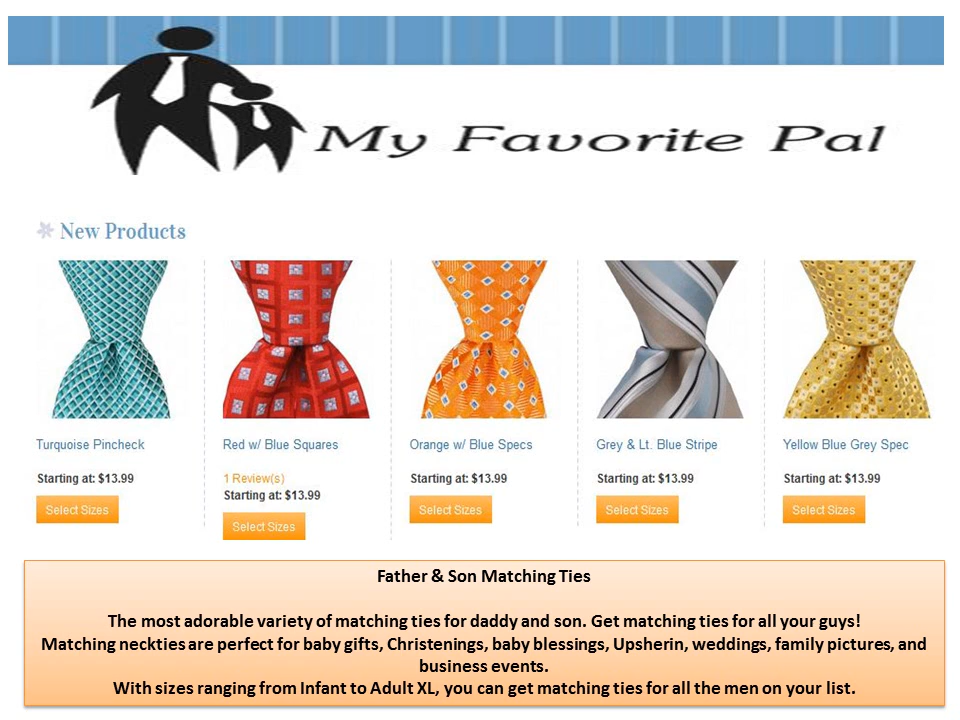 My Favorite Pal
New Products
Turquoise Pincheck
Starting at: $13.99
Select Sizes
Red w/ Blue Squares
1 Review(s)
Starting at: $13.99
Select Sizes
Orange w/ Blue Specs
Starting at: $13.99
Select Sizes
Grey & Lt. Blue Stripe
Starting at: $13.99
Select Sizes
Yellow Blue Grey Spec
Starting at: $13.99
Select Sizes
Father & Son Matching Ties
The most adorable variety of matching ties for daddy and son. Get matching ties for all your guys!
Matching neckties are perfect for baby gifts, Christenings, baby blessings, Upsherin, weddings, family pictures, and
business events.
With sizes ranging from Infant to Adult XL, you can get matching ties for all the men on your list.